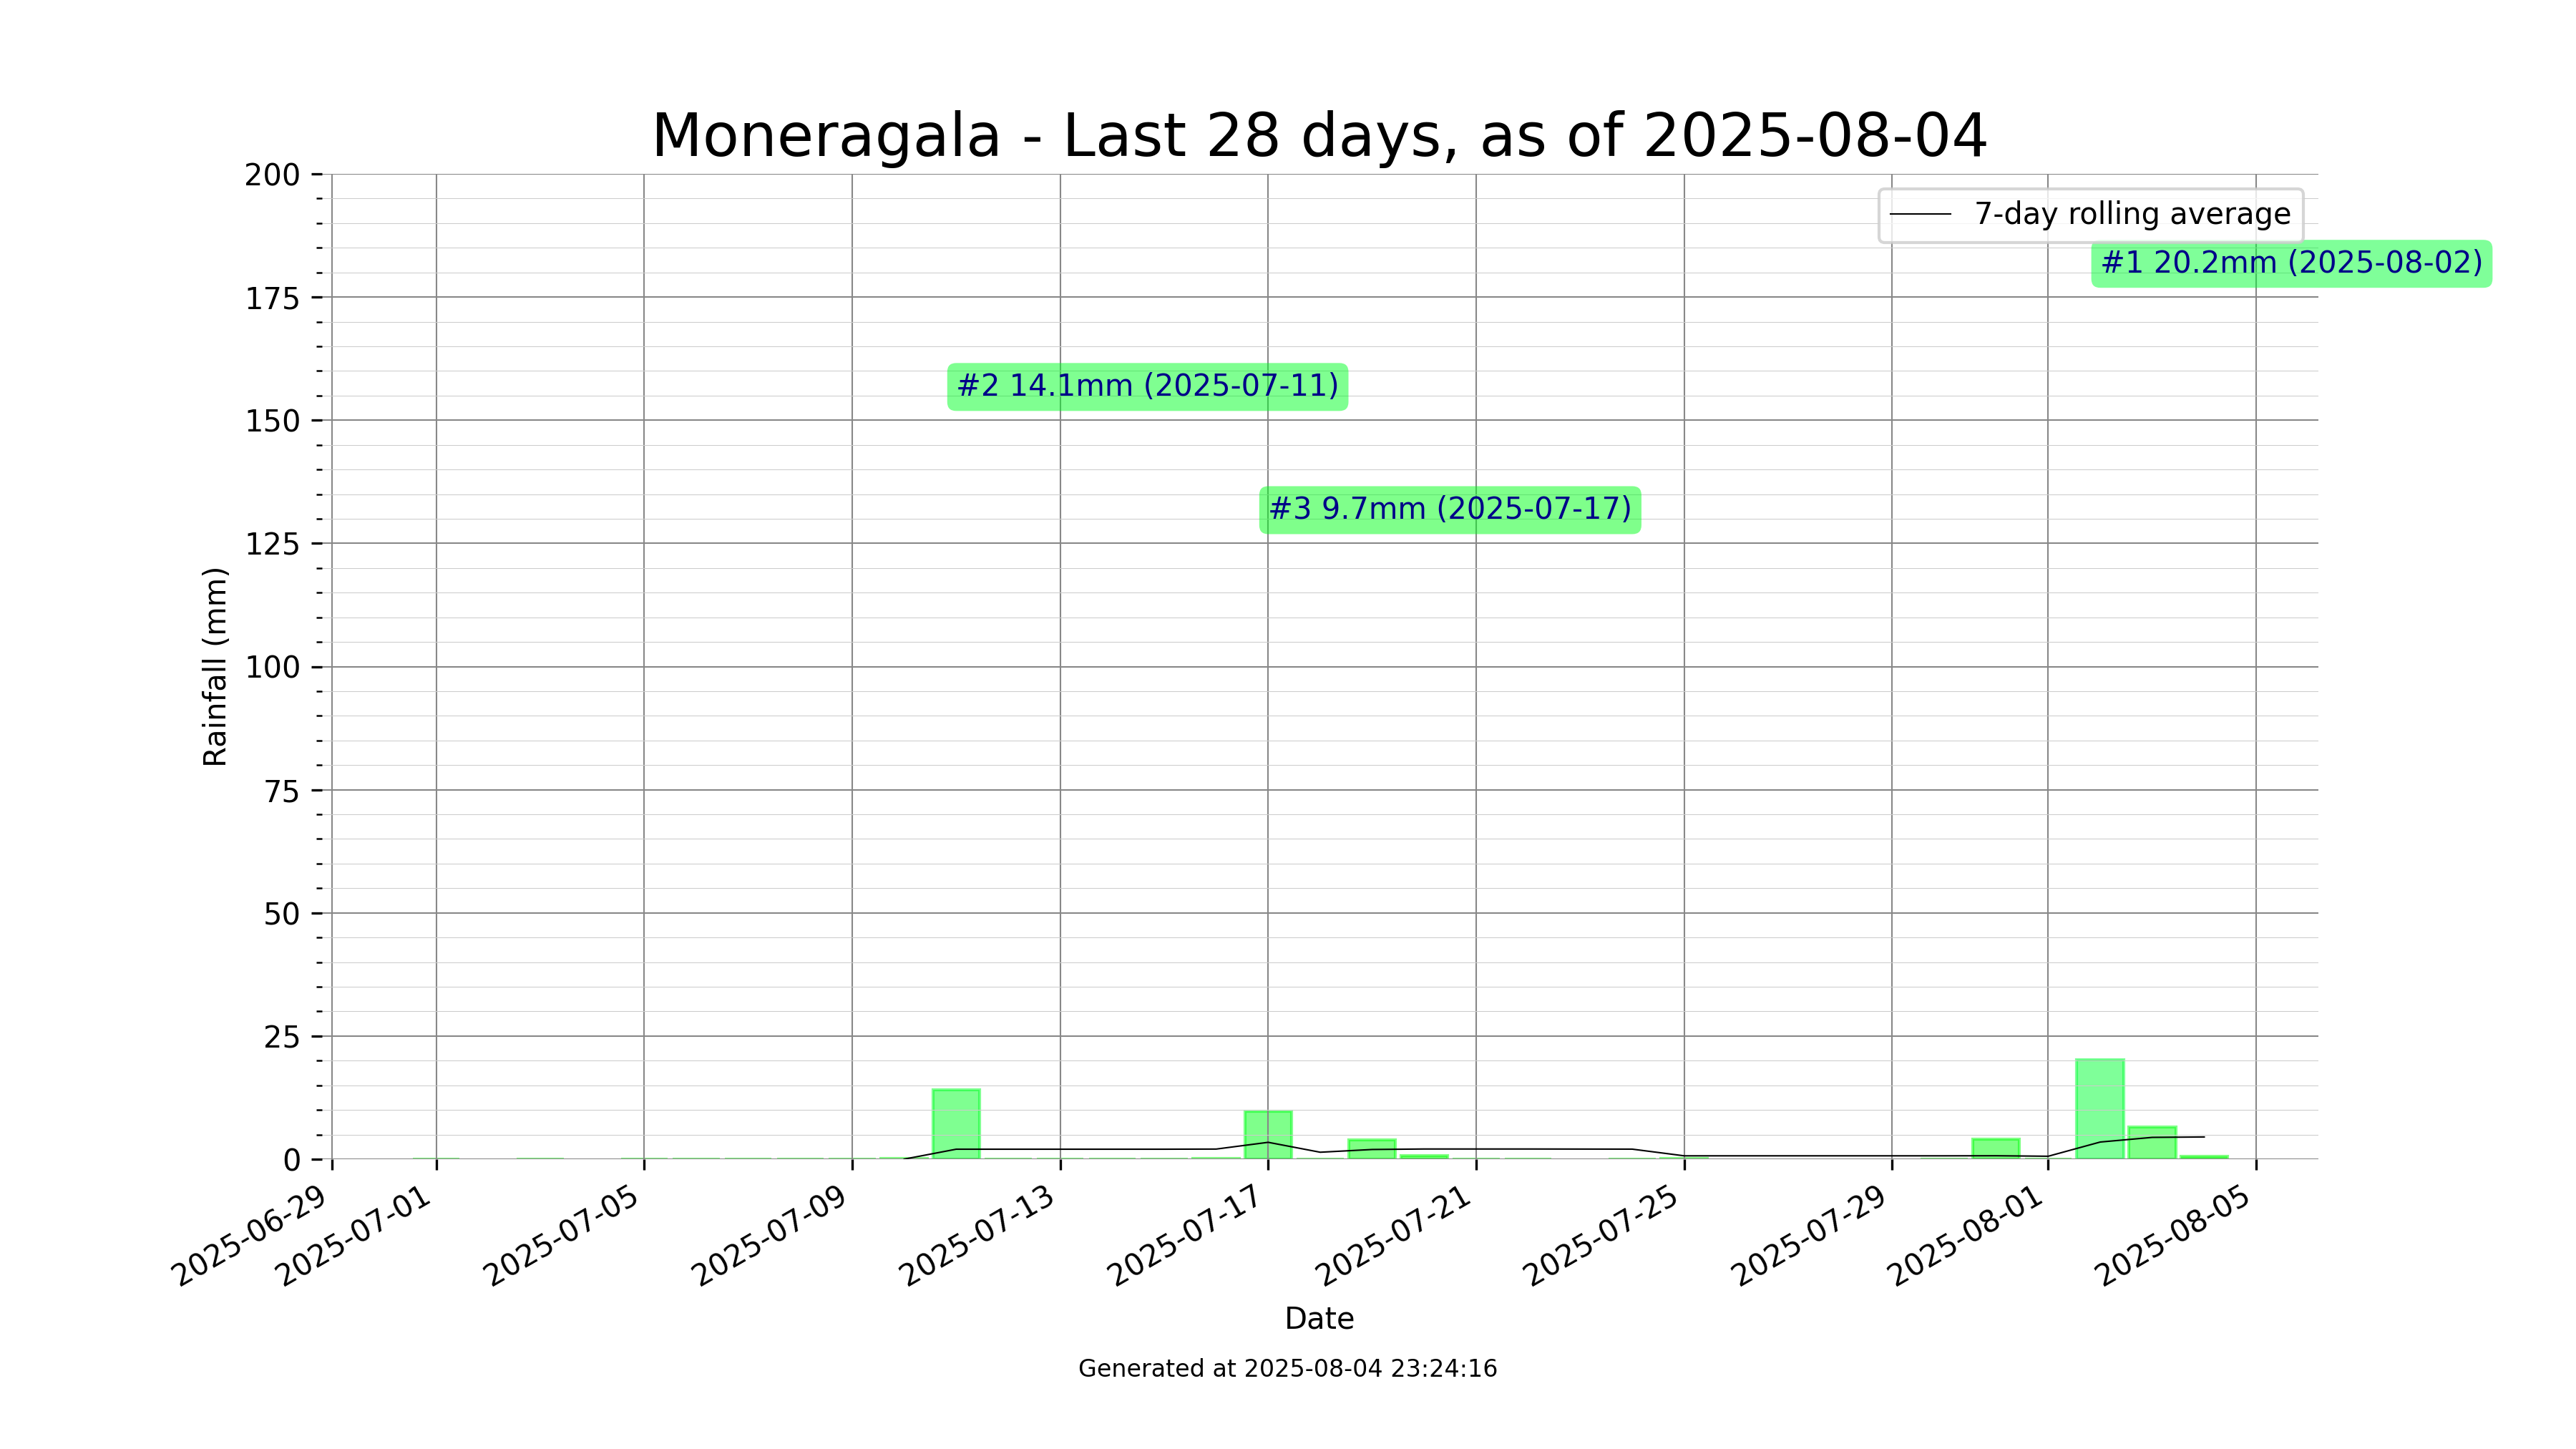 Moneragala - Last 28 days, as of 2025-08-04
200
175
150
125
100
75
50
25
0
Rainfall (mm)
7-day rolling average
#1 20.2mm (2025-08-02)
#2 14.1mm (2025-07-11)
#3 9.7mm (2025-07-17)
2025-06-29
2025-07-01
2025-07-05
2025-07-09
2025-07-13
2025-07-17
2025-07-21
2025-07-25
2025-07-29
2025-08-01
2025-08-05
Date
Generated at 2025-08-04 23:24:16